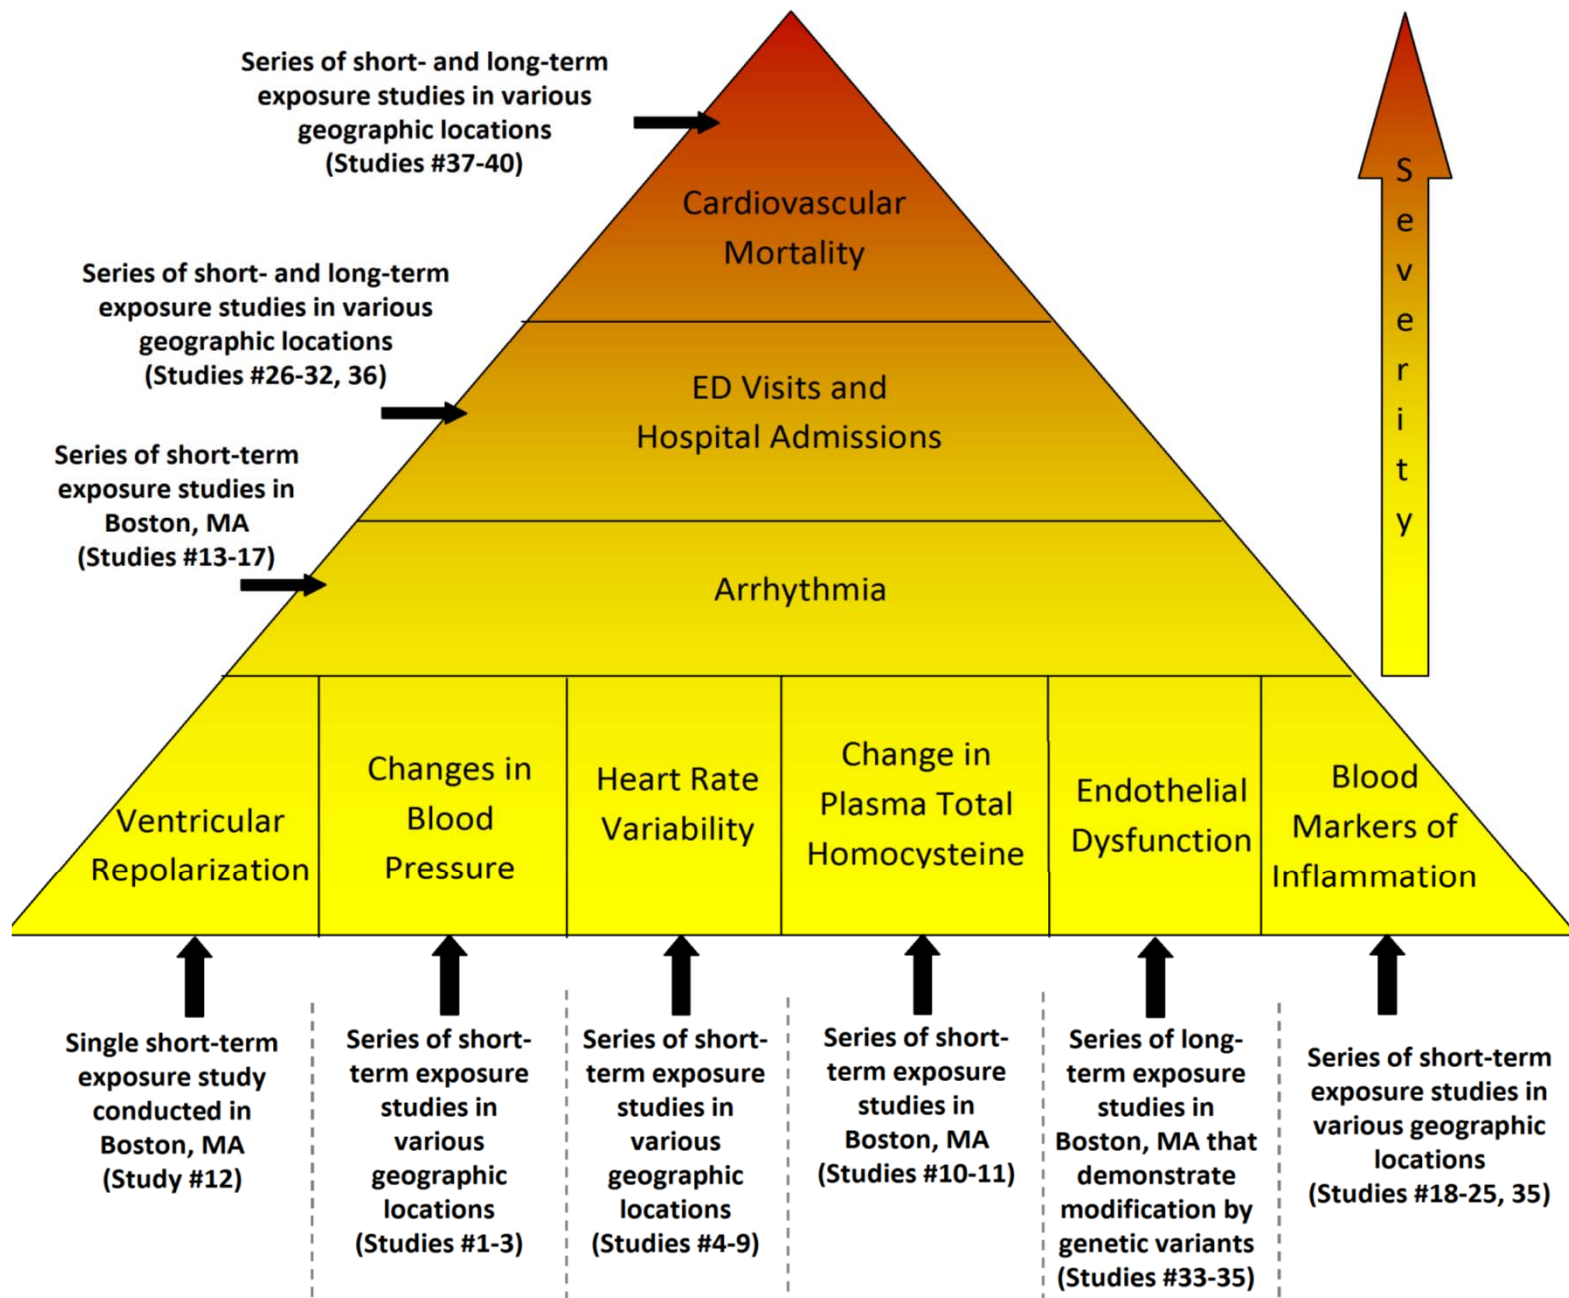 Series of short- and long-term
exposure studies in various
geographic locations
(Studies #37-40)
Cardiovascular
Mortality
Severity
Series of short- and long-term
exposure studies in various
geographic locations
(Studies #26-32, 36)
ED Visits and
Hospital Admissions
Series of short-term
exposure studies in
Boston, MA
(Studies #13-17)
Arrhythmia
Ventricular
Repolarization
Changes in
Blood
Pressure
Heart Rate
Variability
Change in
Plasma Total
Homocysteine
Endothelial
Dysfunction
Blood
Markers of
Inflammation
Single short-term
exposure study
conducted in
Boston, MA
(Study #12)
Series of short-
term exposure
studies in
various
geographic
locations
(Studies #1-3)
Series of short-
term exposure
studies in
various
geographic
locations
(Studies #4-9)
Series of short-
term exposure
studies in
Boston, MA
(Studies #10-11)
Series of long-
term exposure
studies in
Boston, MA that
demonstrate
modification by
genetic variants
(Studies #33-35)
Series of short-term
exposure studies in
various geographic
locations
(Studies #18-25, 35)